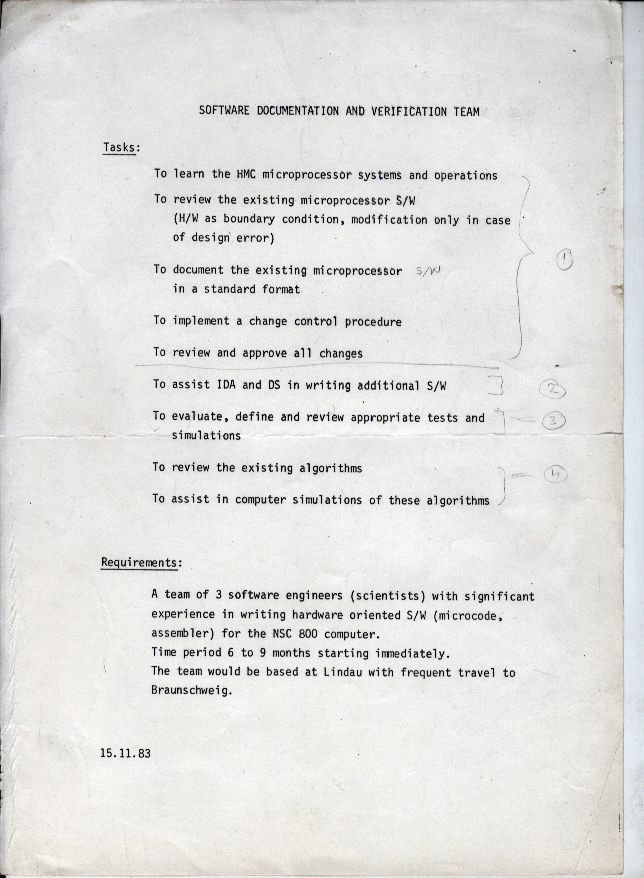 SOFTWARE DOCUMENTATION AND VERIFICATION TEAM
Tasks:
To learn the HMC microprocessor systems and operations
To review the existing microprocessor S/W
(H/W as boundary condition, modification only in case
of design error)
1
To document the existing microprocessor S/W
in a standard format
To implement a change control procedure
To review and approve all changes
To assist IDA and DS in writing additional S/W 2
To evaluate, define and review appropriate tests and 3
simulations
To review the existing algorithms 4
To assist in computer simulations of these algorithms
Requirements:
A team of 3 software engineers (scientists) with significant
experience in writing hardware oriented S/W (microcode,
assembler) for the NSC 800 computer.
Time period 6 to 9 months starting immediately.
The team would be based at Lindau with frequent travel to
Braunschweig.
15.11.83